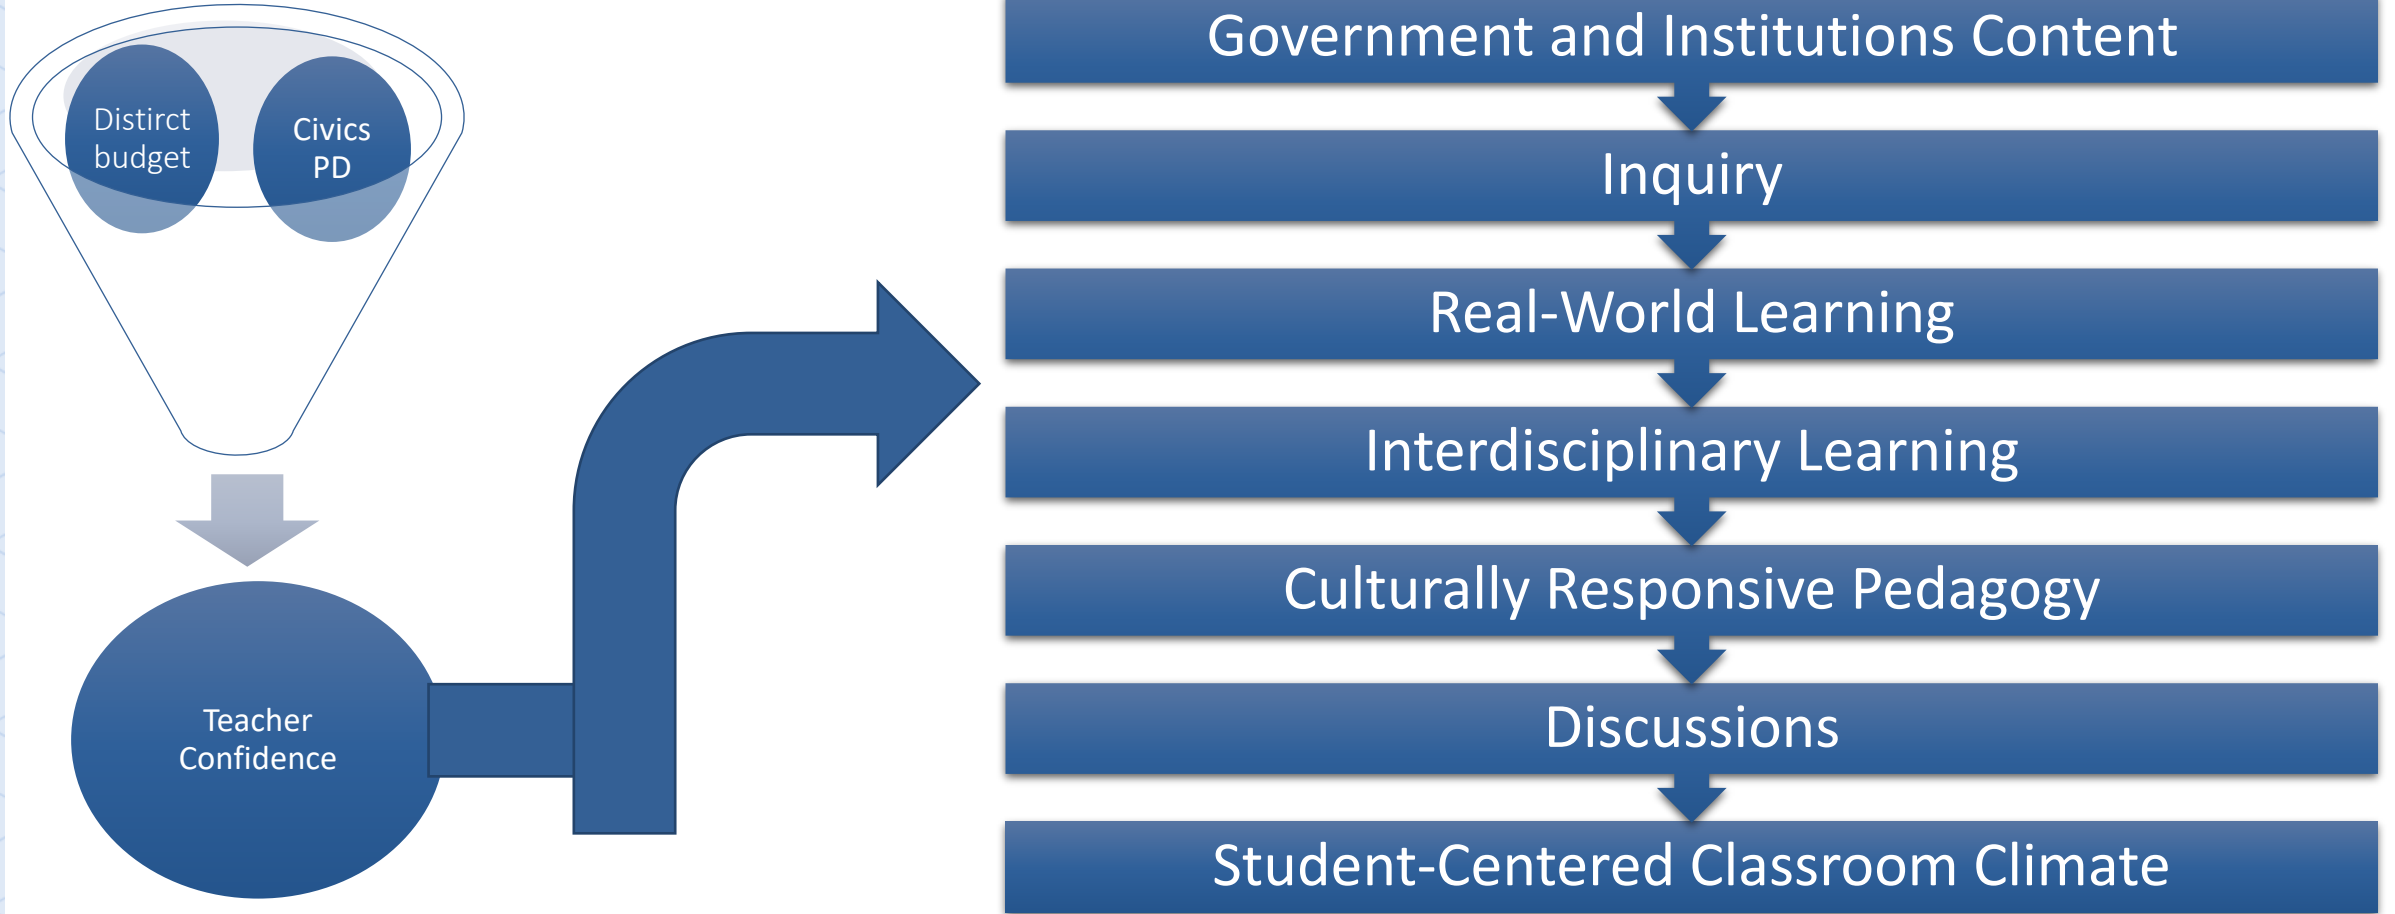 Distirct
budget
Civics
PD
Teacher
Confidence
Government and Institutions Content
Inquiry
Real-World Learning
Interdisciplinary Learning
Culturally Responsive Pedagogy
Discussions
Student-Centered Classroom Climate